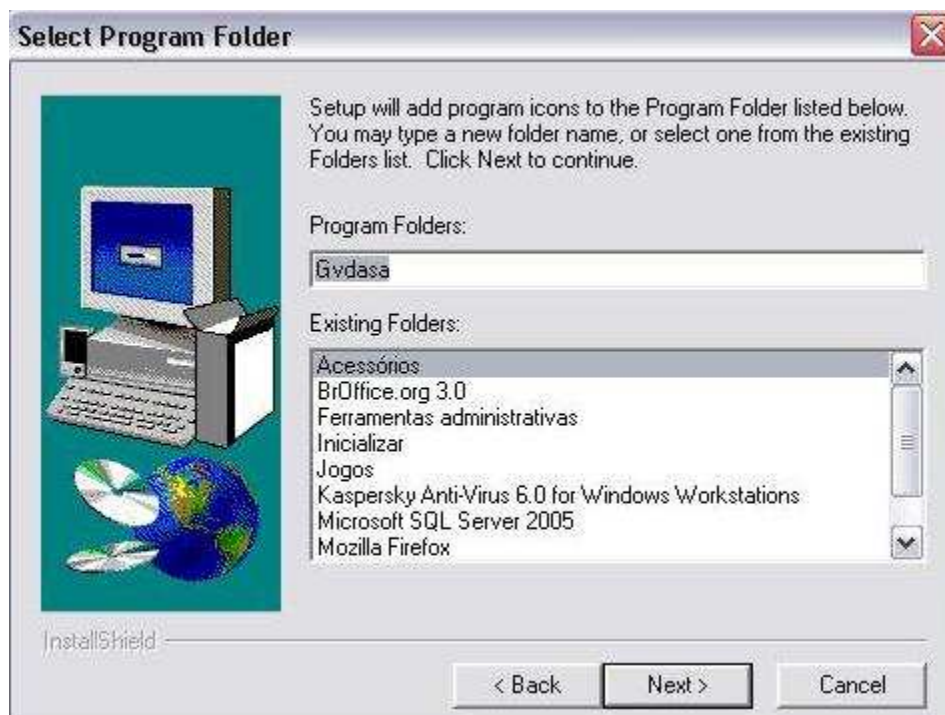 Select Program Folder
Setup will add program icons to the Program Folder listed below.
You may type a new folder name, or select one from the existing
Folders list. Click Next to continue.
Program Folders:
Gvdasa
Existing Folders:
Acessórios
BrOffice.org 3.0
Ferramentas administrativas
Inicializar
Jogos
Kaspersky Anti-Virus 6.0 for Windows Workstations
Microsoft SQL Server 2005
Mozilla Firefox
InstallShield
< Back
Next >
Cancel